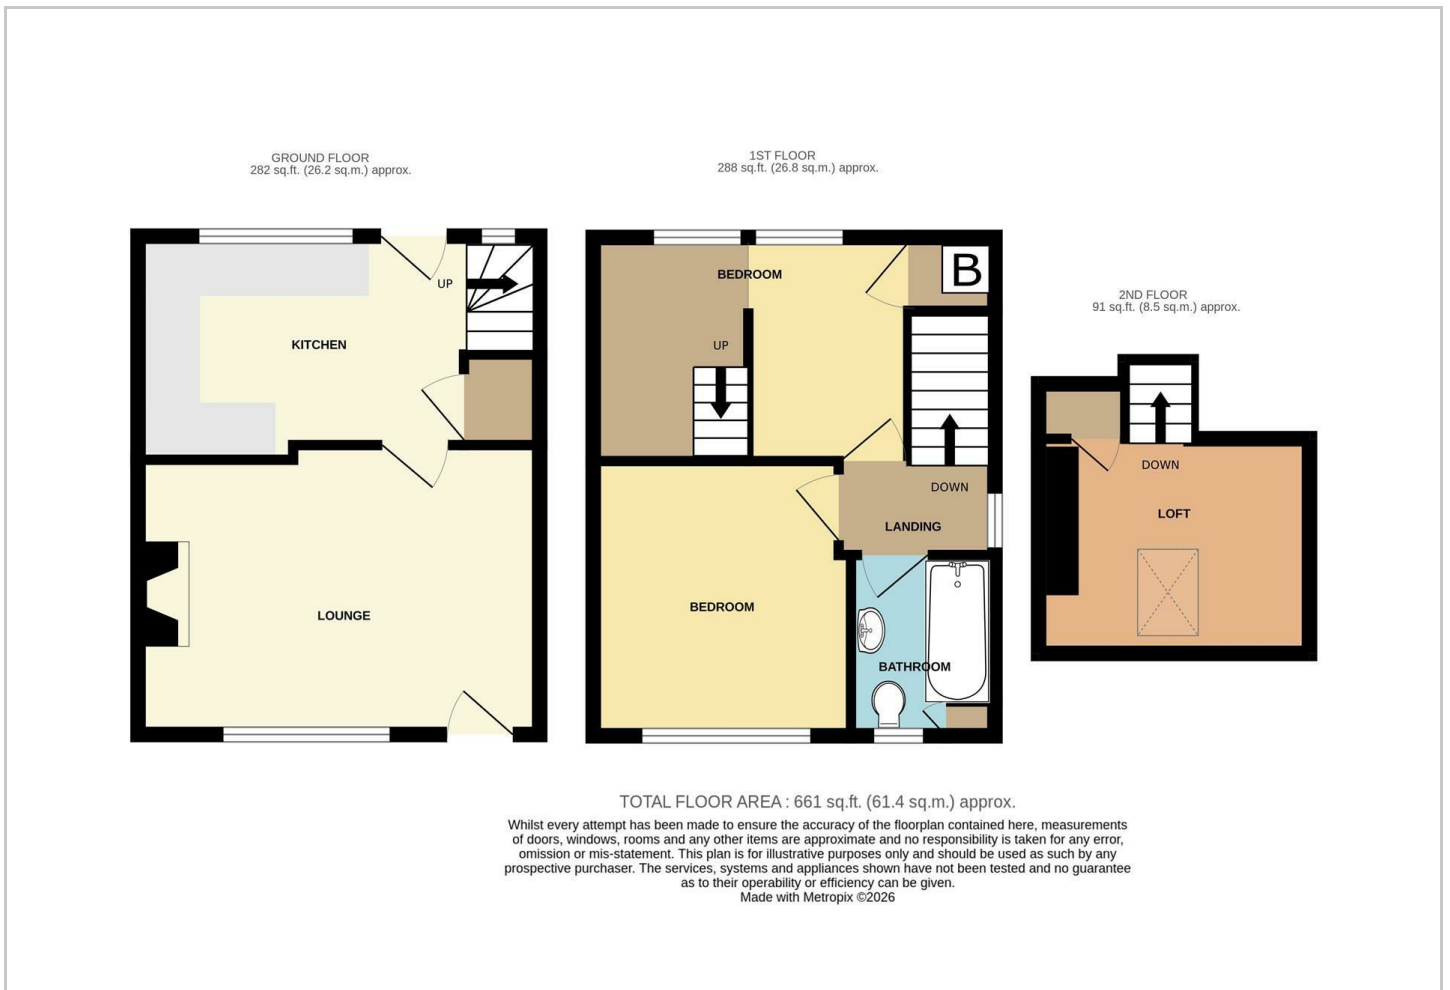 GROUND FLOOR
282 sq.ft. (26.2 sq.m.) approx.
UP
KITCHEN
LOUNGE
1ST FLOOR
288 sq.ft. (26.8 sq.m.) approx.
BEDROOM
B
UP
DOWN
LANDING
BEDROOM
BATHROOM
2ND FLOOR
91 sq.ft. (8.5 sq.m.) approx.
DOWN
LOFT
TOTAL FLOOR AREA : 661 sq.ft. (61.4 sq.m.) approx.
Whilst every attempt has been made to ensure the accuracy of the floorplan contained here, measurements
of doors, windows, rooms and any other items are approximate and no responsibility is taken for any error,
omission or mis-statement. This plan is for illustrative purposes only and should be used as such by any
prospective purchaser. The services, systems and appliances shown have not been tested and no guarantee
as to their operability or efficiency can be given.
Made with Metropix ©2026